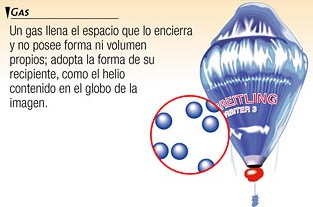 GAS
Un gas llena el espacio que lo encierra
y no posee forma ni volumen
propios; adopta la forma de su
recipiente, como el helio
contenido en el globo de la
imagen.
BREITLING
ORBITER 3